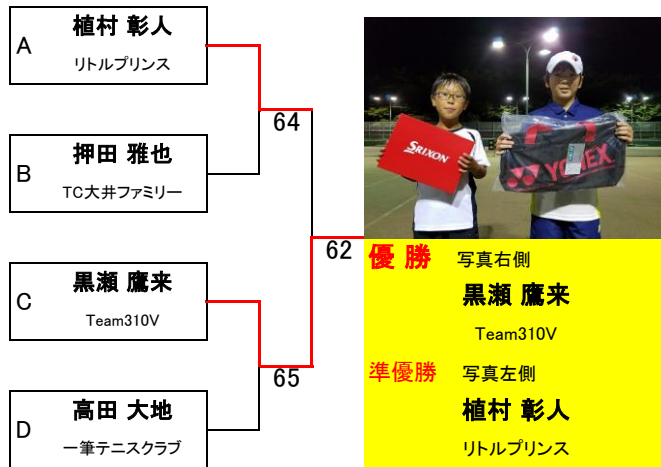 A
植村 彰人
リトルプリンス
64
B
押田 雅也
TC大井ファミリー
62
C
黒瀬 鷹来
Team310V
65
D
高田 大地
一筆テニスクラブ
SRIXON
YONEX
優 勝 写真右側
黒瀬 鷹来
Team310V
準優勝 写真左側
植村 彰人
リトルプリンス